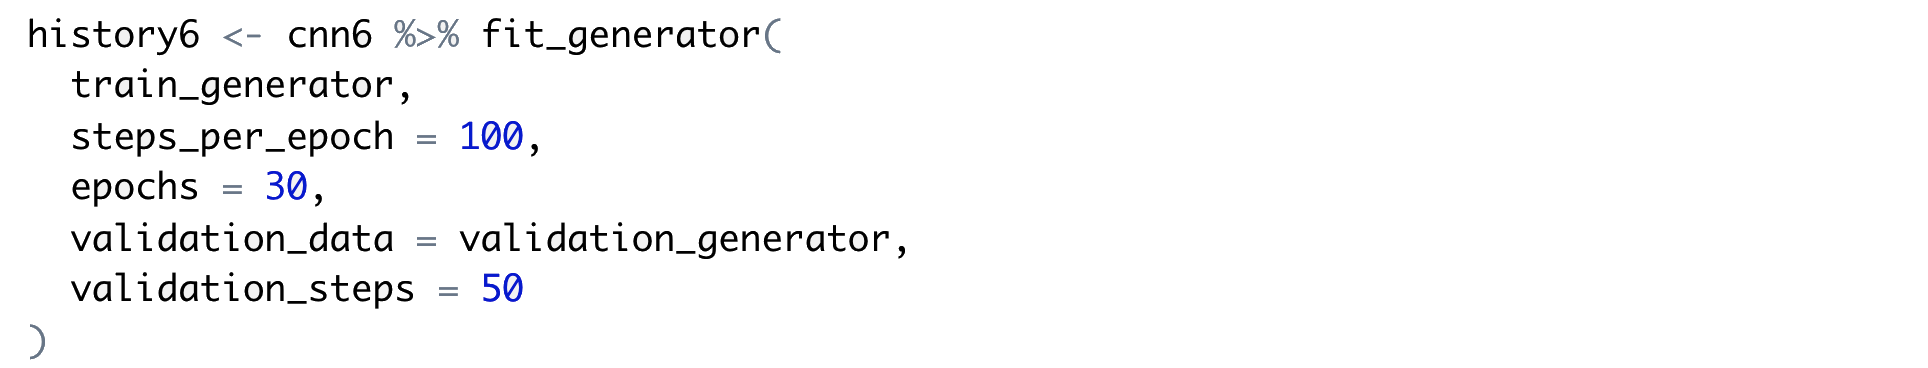 history6 <- cnn6 %>% fit_generator(
  train_generator,
  steps_per_epoch = 100,
  epochs = 30,
  validation_data = validation_generator,
  validation_steps = 50
)